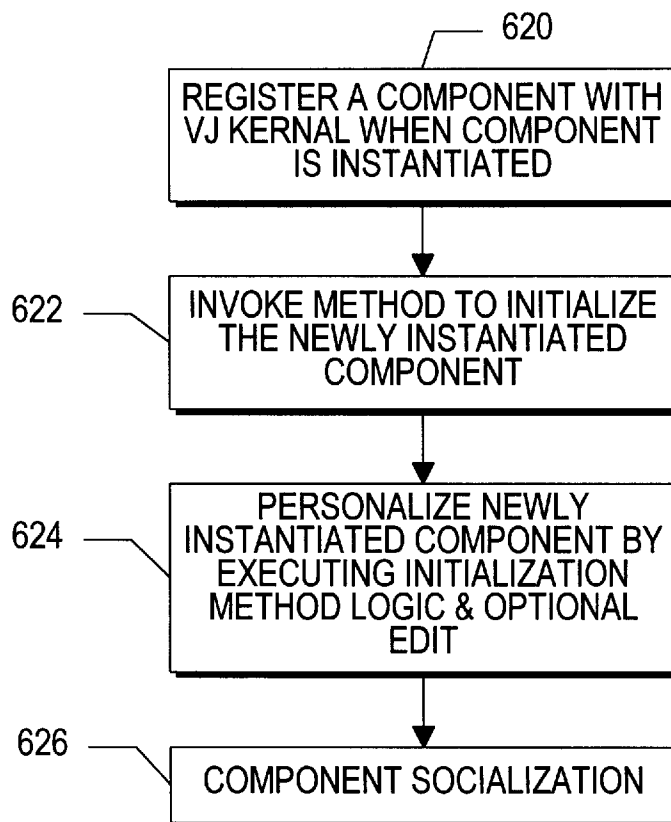 620
REGISTER A COMPONENT WITH
VJ KERNAL WHEN COMPONENT
IS INSTANTIATED
622
INVOKE METHOD TO INITIALIZE
THE NEWLY INSTANTIATED
COMPONENT
624
PERSONALIZE NEWLY
INSTANTIATED COMPONENT BY
EXECUTING INITIALIZATION
METHOD LOGIC & OPTIONAL
EDIT
626
COMPONENT SOCIALIZATION